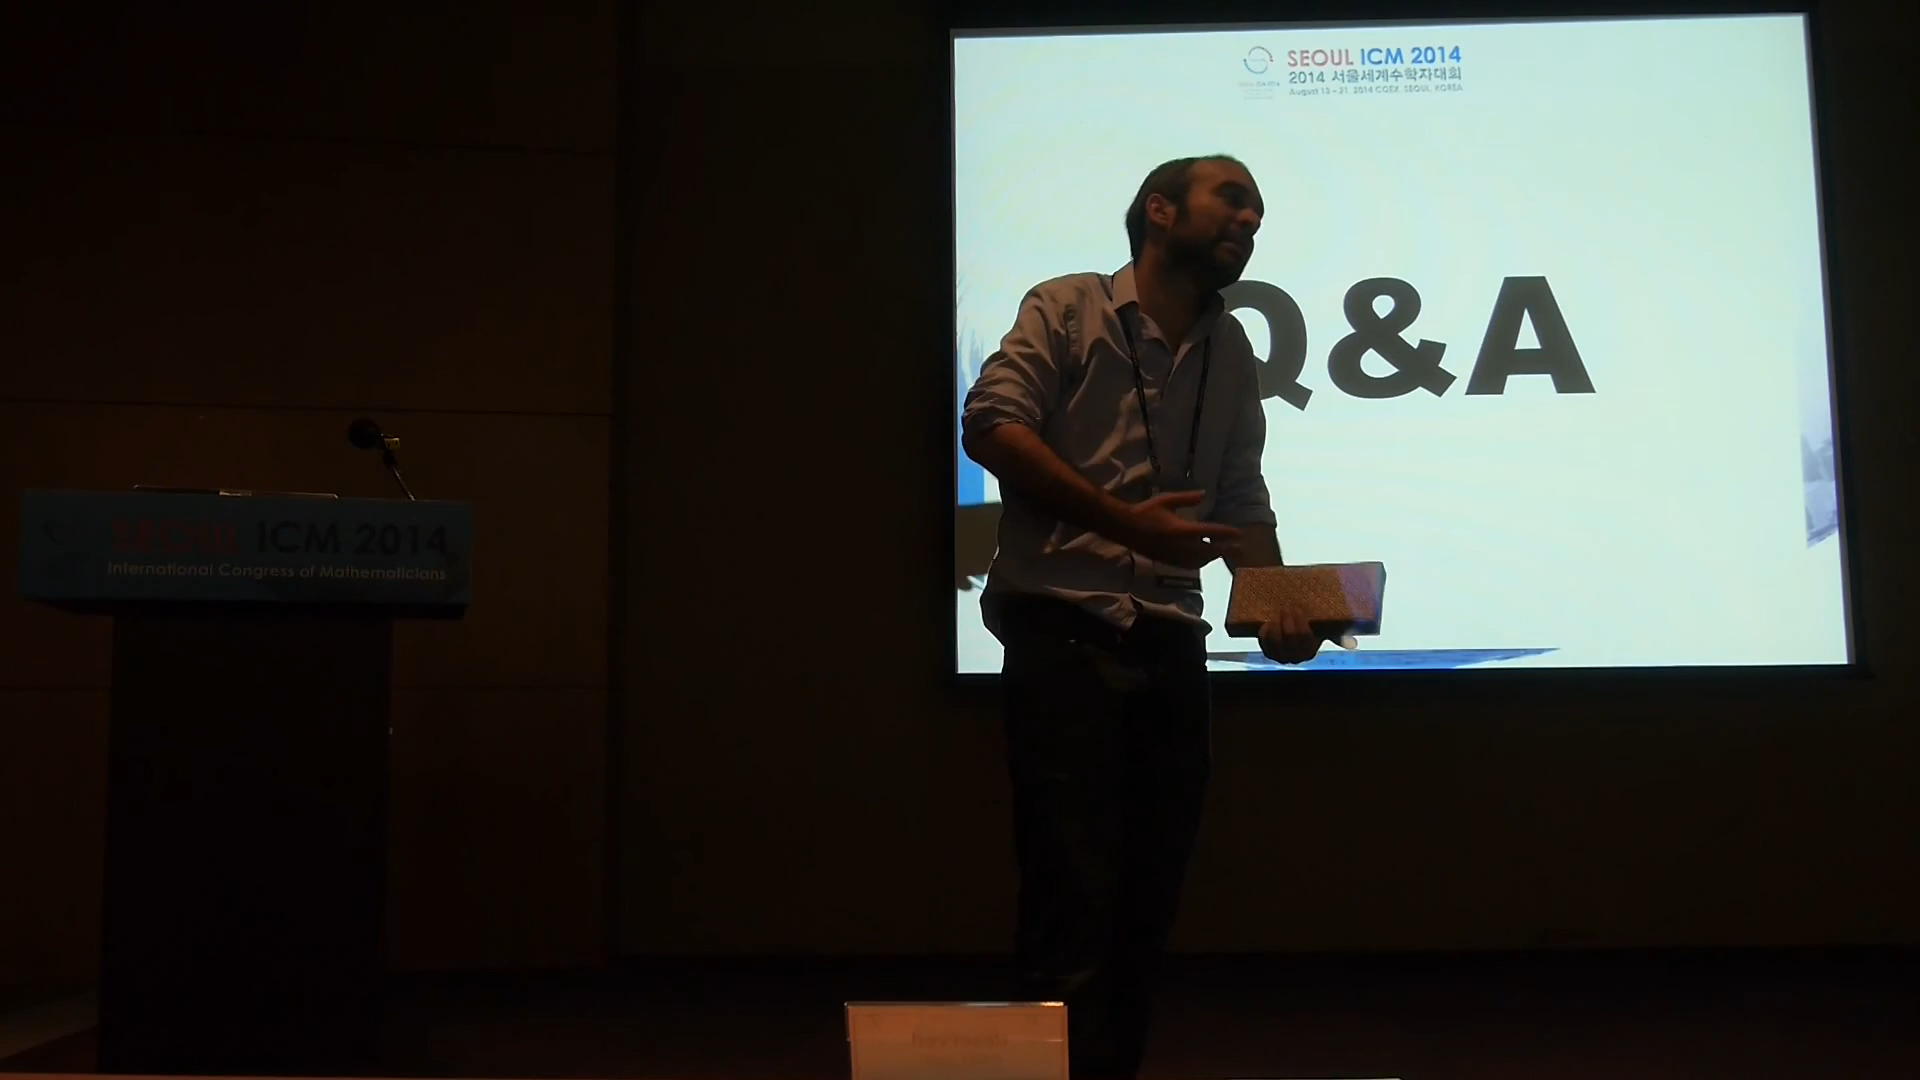 SEOUL ICM 2014
2014 서울세계수학자대회
August 13 - 21, 2014 COEX, SEOUL, KOREA
Q&A
SEOUL ICM 2014
International Congress of Mathematicians